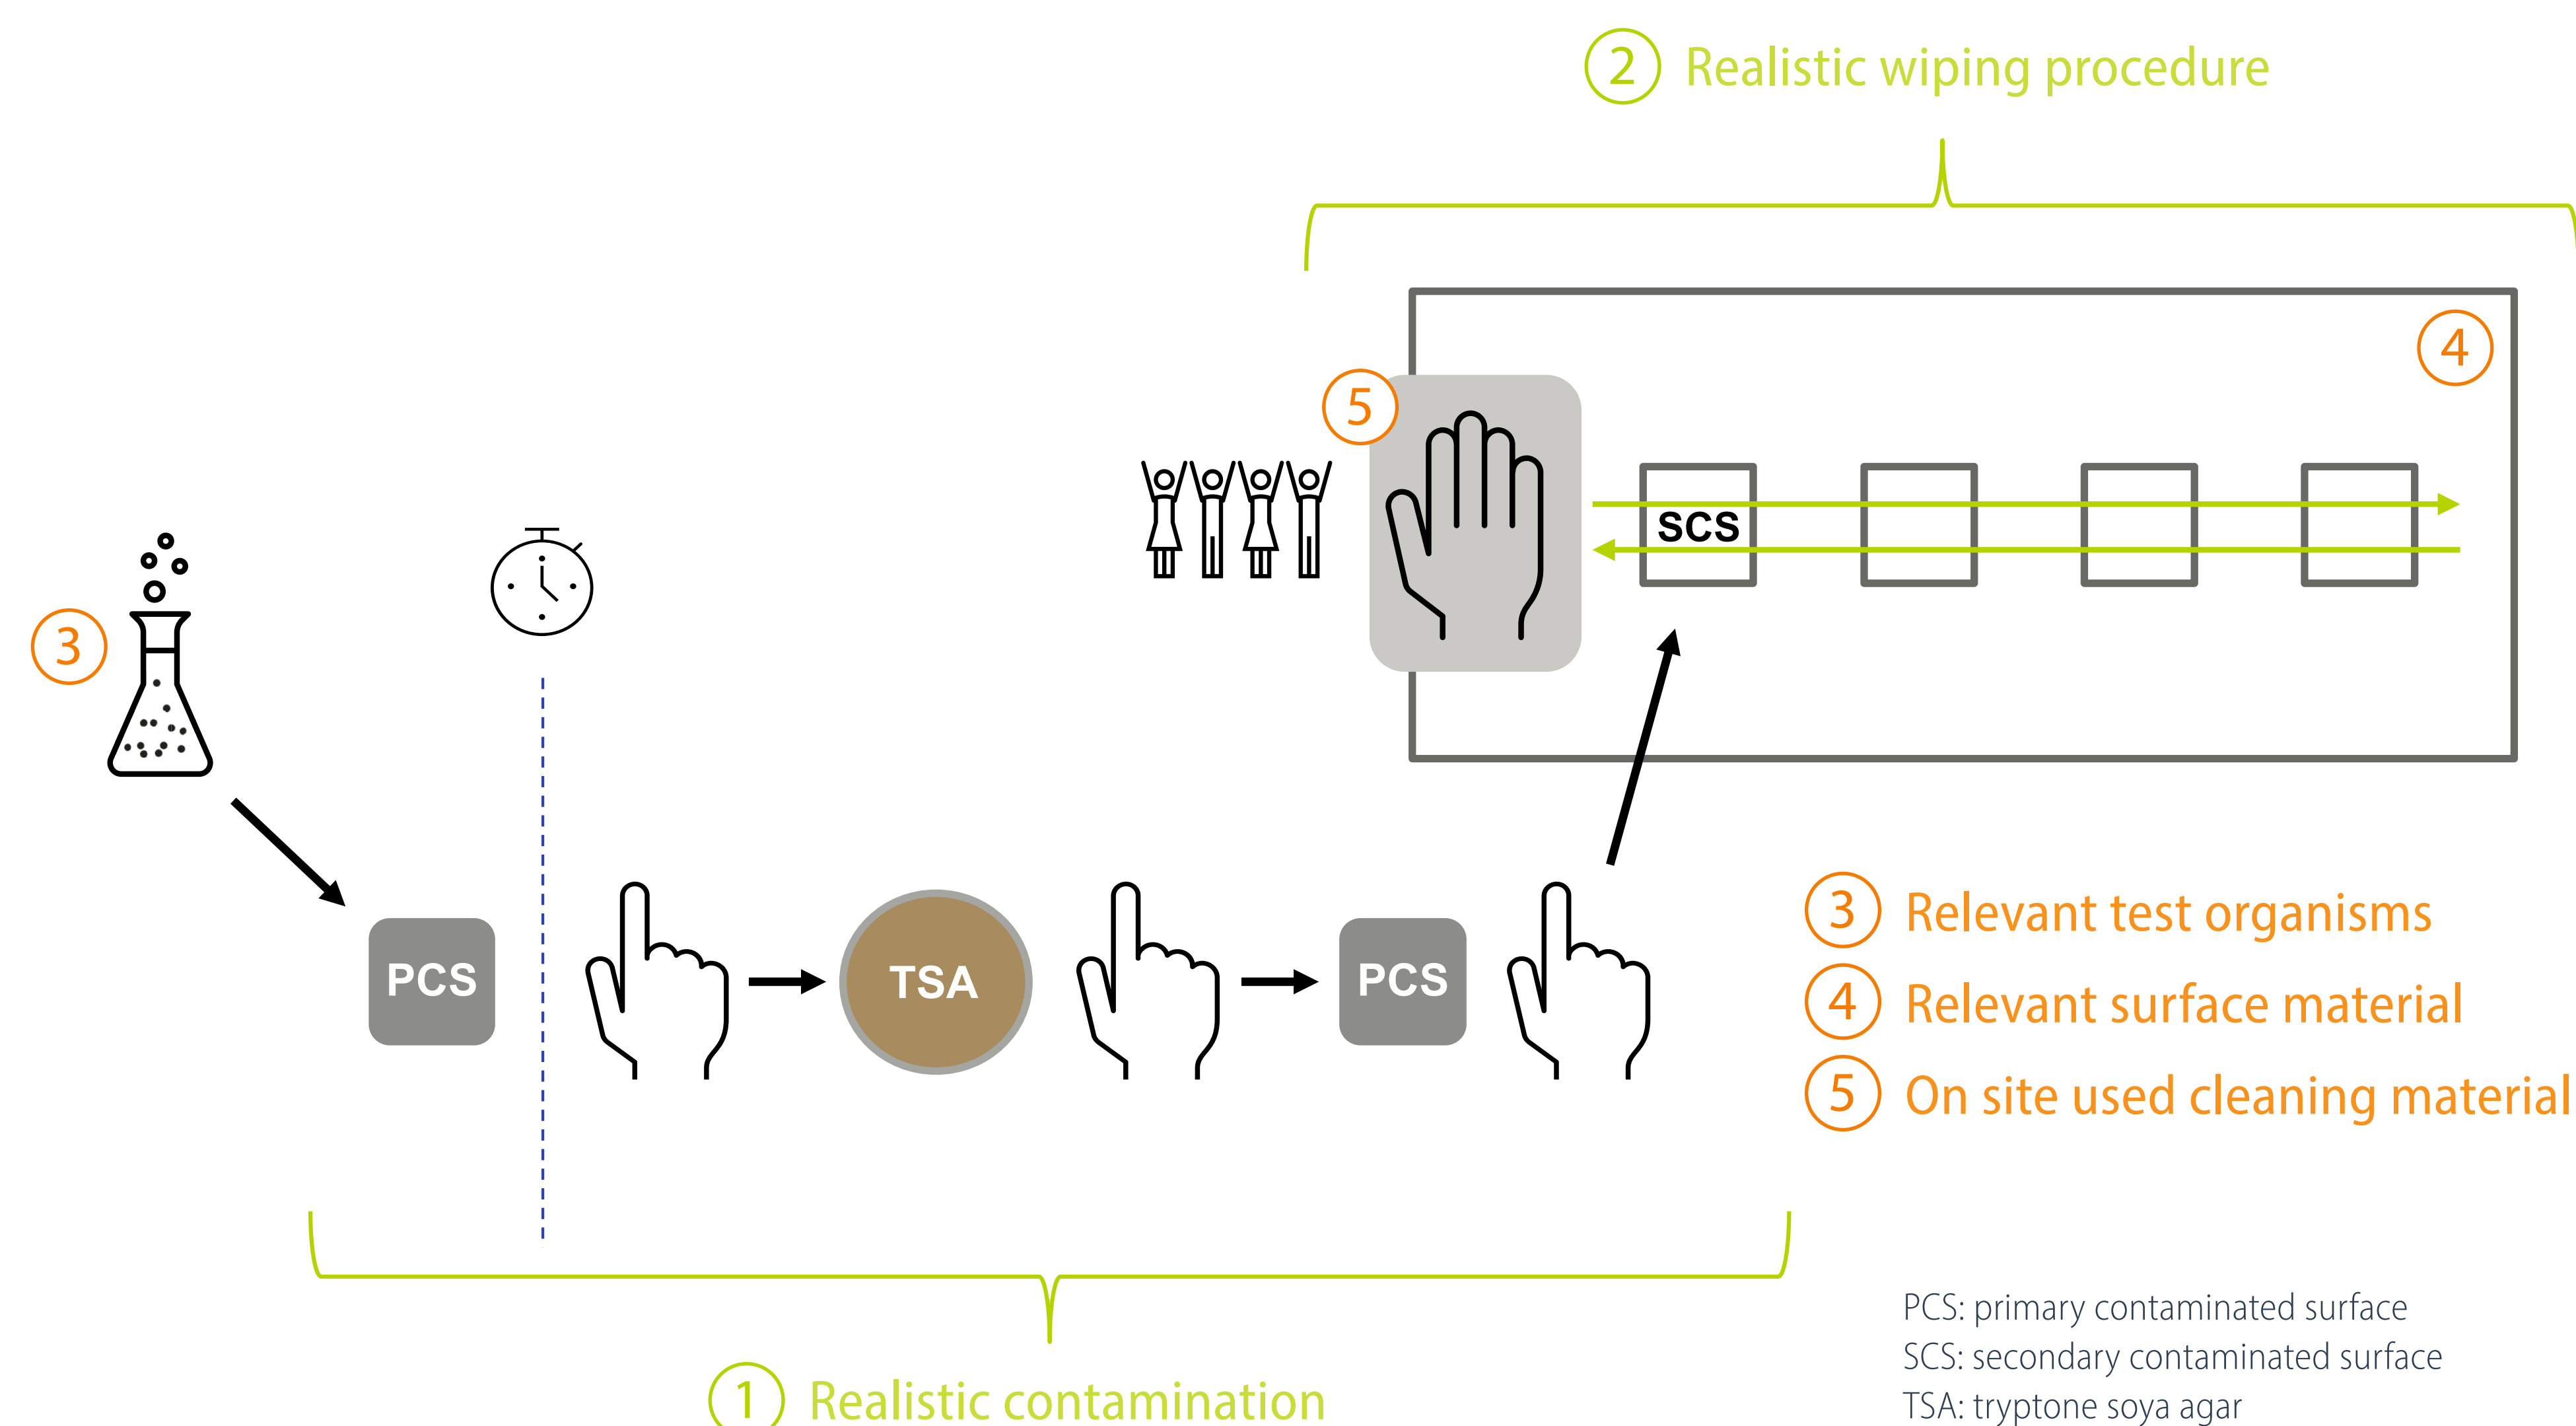 2 Realistic wiping procedure
4
5
SCS
3
PCS
TSA
PCS
3 Relevant test organisms
4 Relevant surface material
5 On site used cleaning material
1 Realistic contamination
PCS: primary contaminated surface
SCS: secondary contaminated surface
TSA: tryptone soya agar